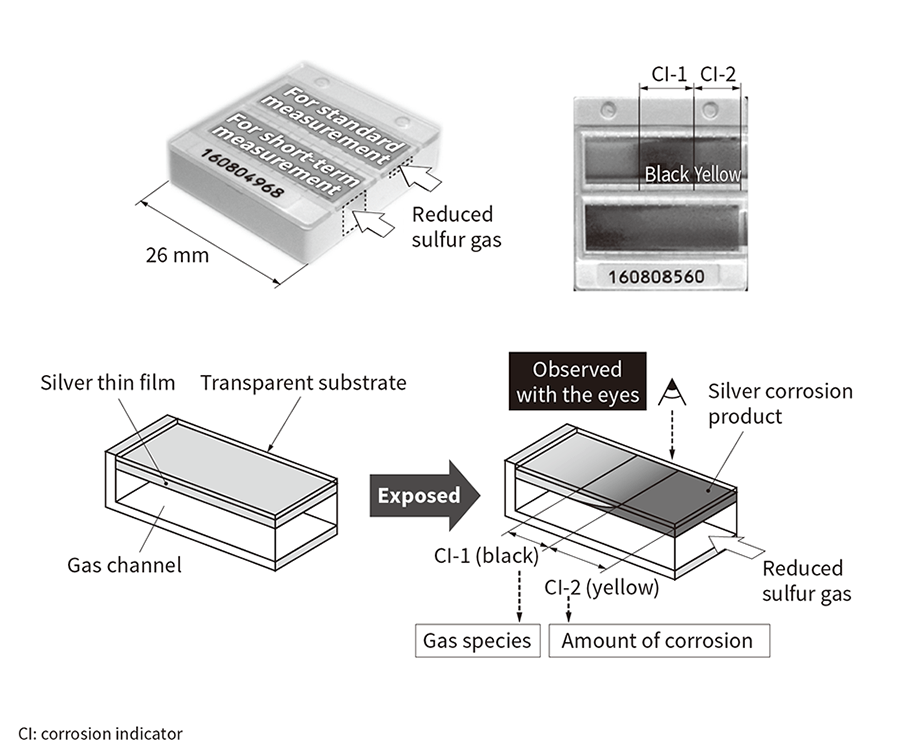 CI-1 CI-2
For standard
measurement
For short-term
measurement
160804968
Black Yellow
Reduced
sulfur gas
26 mm
160808560
Observed
with the eyes
Silver thin film
Transparent substrate
Silver corrosion
product
Exposed
Gas channel
CI-1 (black)
CI-2 (yellow)
Reduced
sulfur gas
Gas species
Amount of corrosion
CI: corrosion indicator